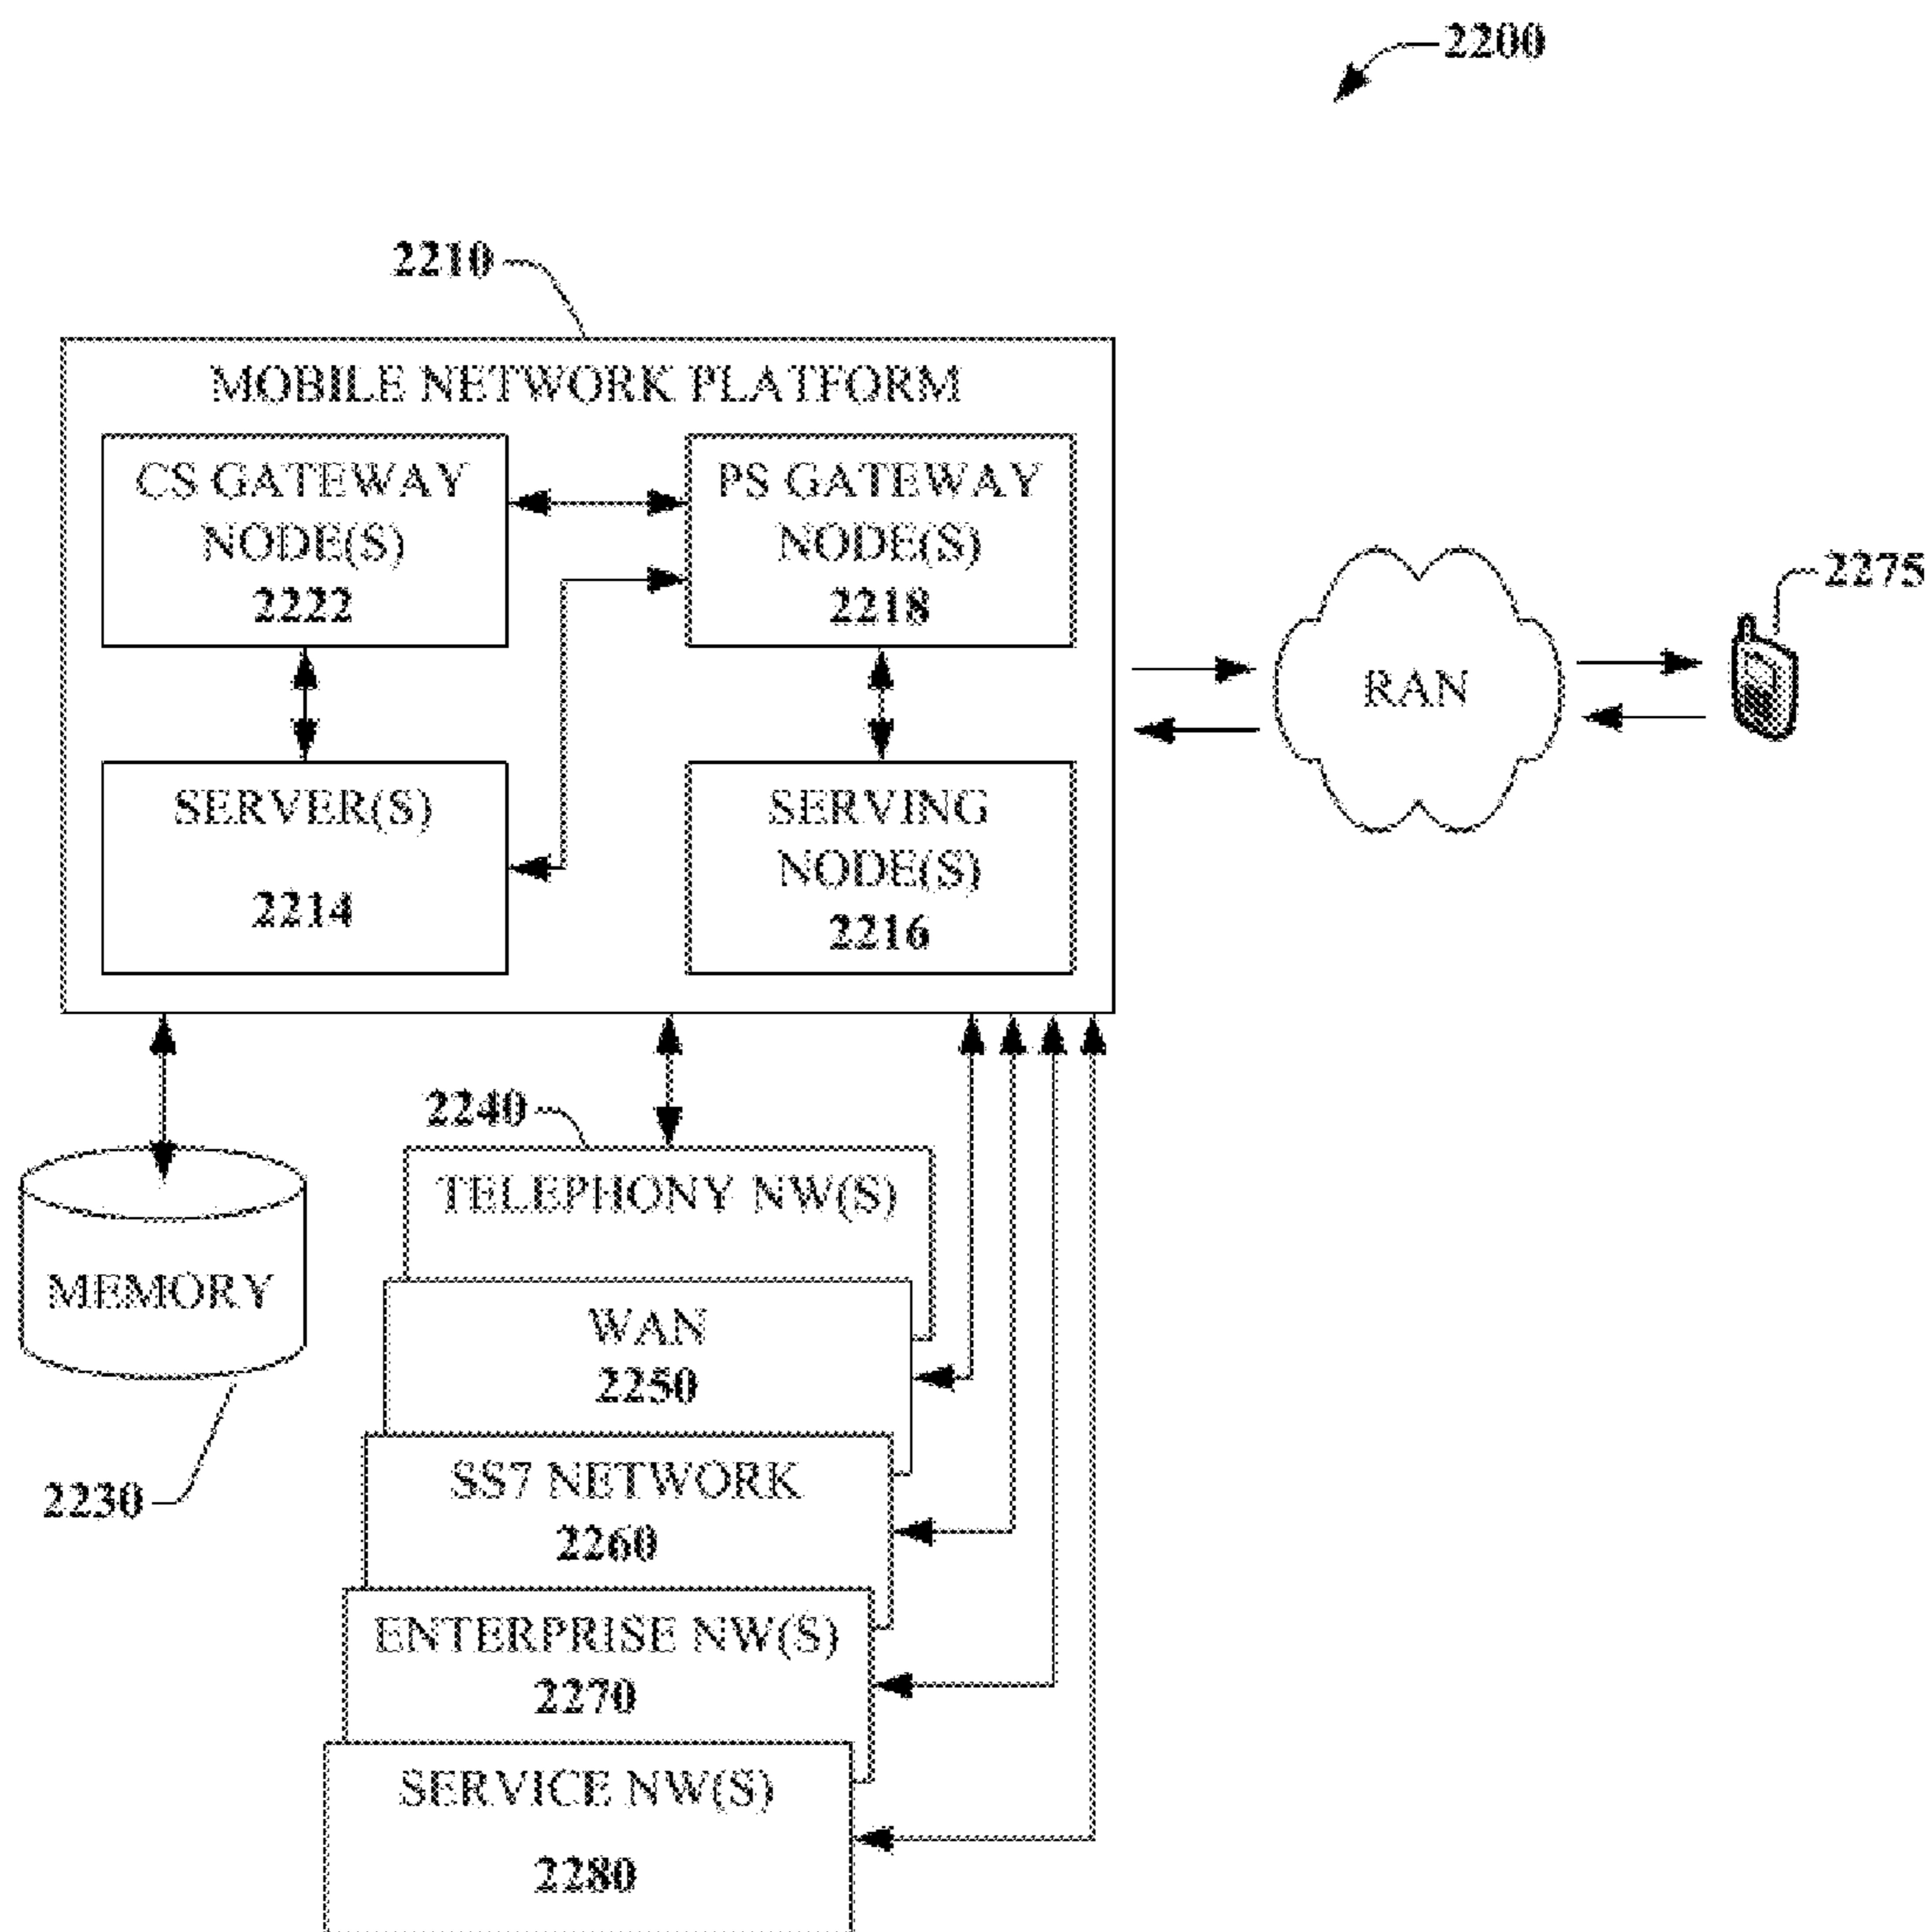 2200
2210
MOBILE NETWORK PLATFORM
CS GATEWAY
NODE(S)
2222
PS GATEWAY
NODE(S)
2218
SERVER(S)
2214
SERVING
NODE(S)
2216
RAN
2275
2240
TELEPHONY NW(S)
MEMORY
2230
WAN
2250
SS7 NETWORK
2260
ENTERPRISE NW(S)
2270
SERVICE NW(S)
2280